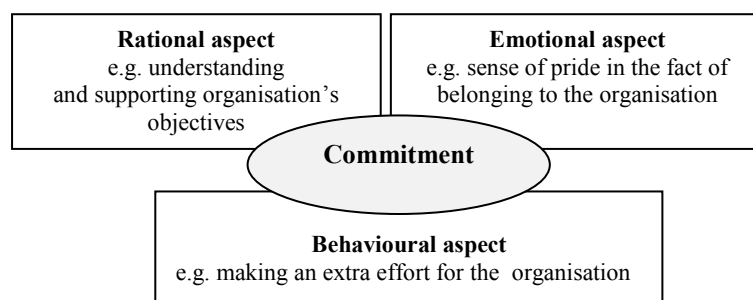 Rational aspect
e.g. understanding
and supporting organisation's
objectives
Emotional aspect
e.g. sense of pride in the fact of
belonging to the organisation
Commitment
Behavioural aspect
e.g. making an extra effort for the organisation